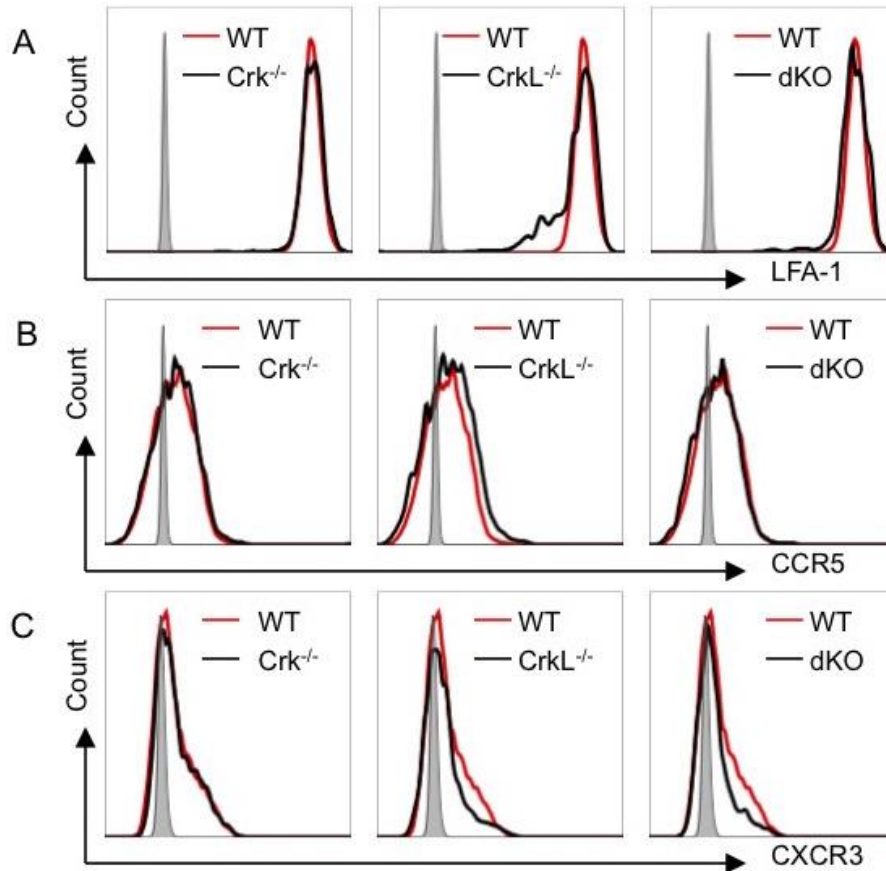 A
Count
WT
Crk-/-
WT
CrkL-/-
WT
dKO
LFA-1
B
Count
WT
Crk-/-
WT
CrkL-/-
WT
dKO
CCR5
C
Count
WT
Crk-/-
WT
CrkL-/-
WT
dKO
CXCR3